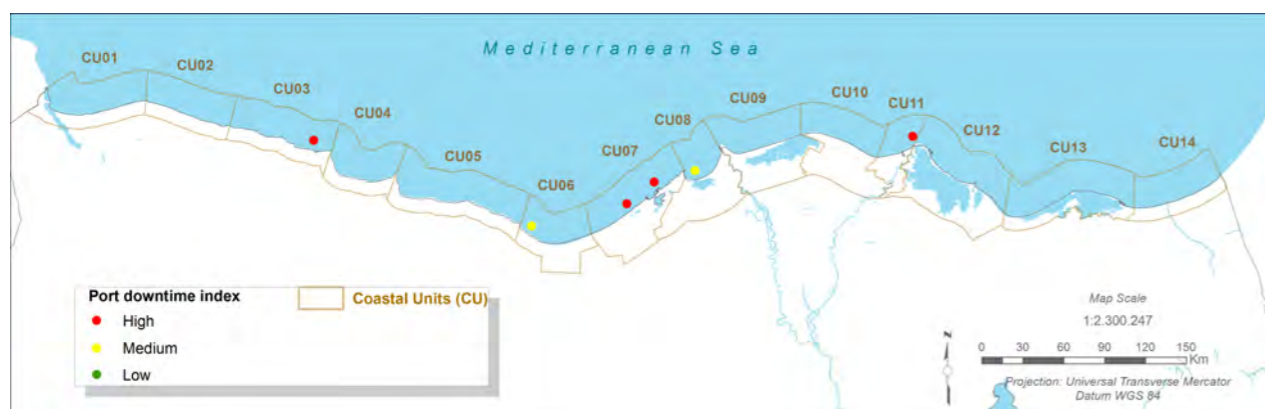 Mediterranean Sea
CU01
CU02
CU03
CU04
CU05
CU06
CU07
CU08
CU09
CU10
CU11
CU12
CU13
CU14
Port downtime index
High
Medium
Low
Coastal Units (CU)
N
Map Scale
1:2.300.247
0 30 60 90 120 150
Km
Projection: Universal Transverse Mercator
Datum WGS 84